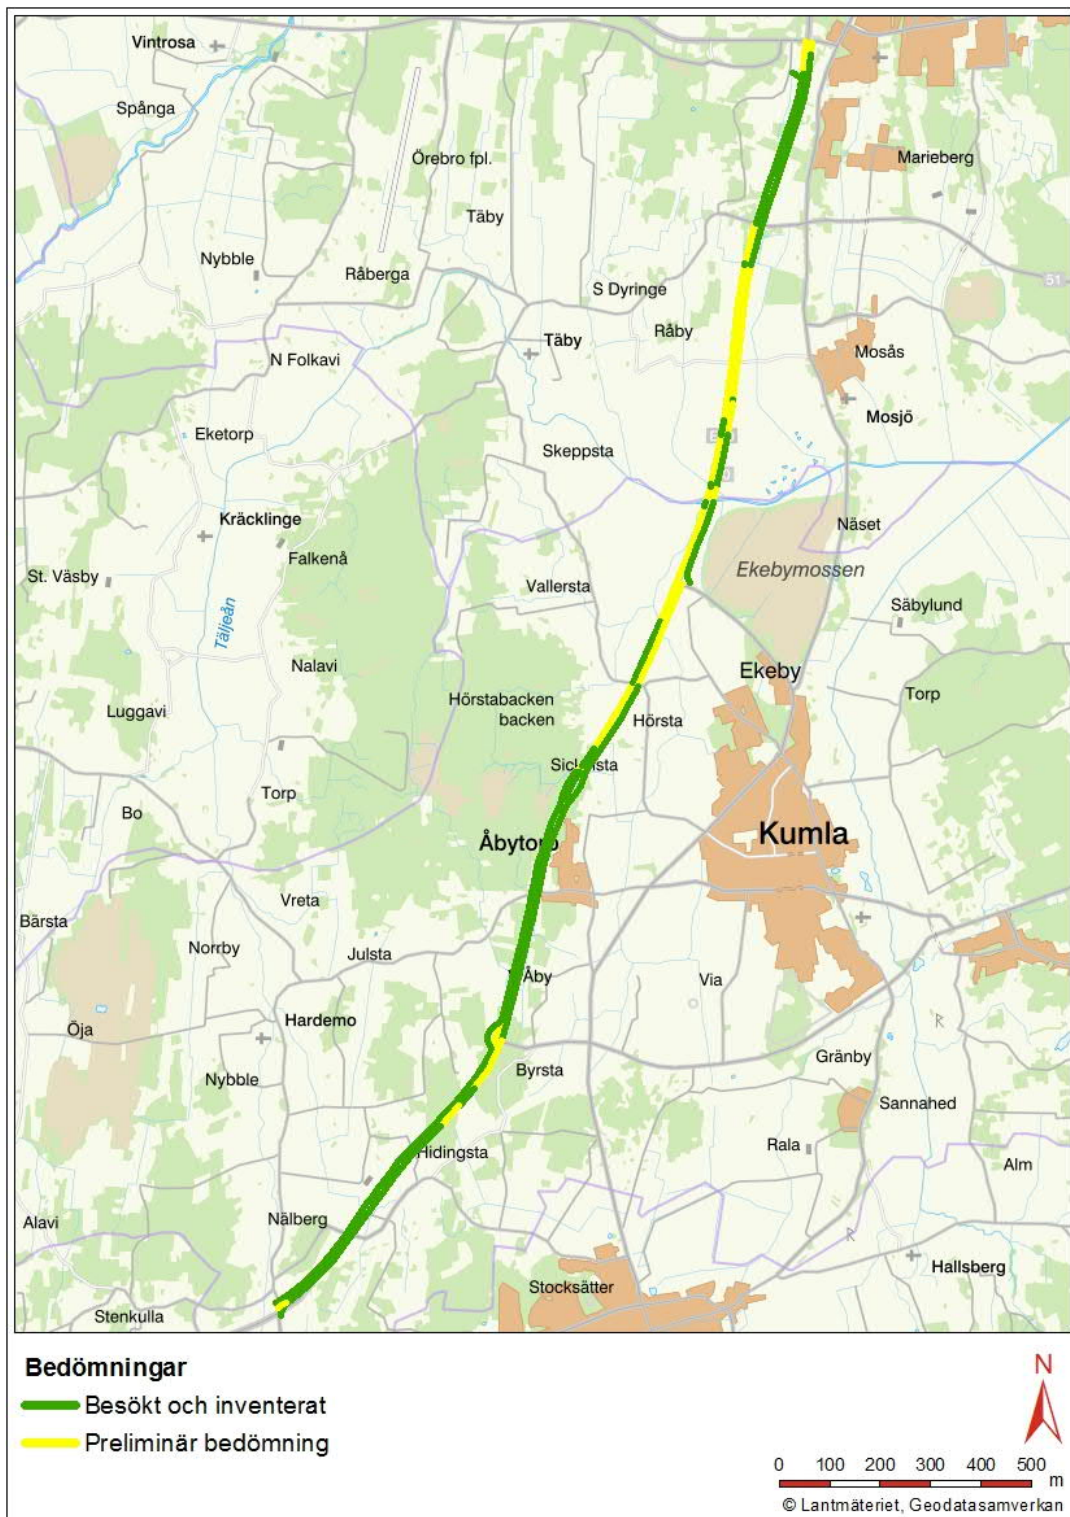 Vintrosa
Spånga
Örebro fpl.
Marieberg
Täby
Nybble
Råberga
S Dyringe
51
Råby
Täby
N Folkavi
Mosås
Mosjö
Eketorp
Skeppsta
Kräcklinge
Näset
Falkenå
Ekebymossen
St. Väsby
Vallersta
Säbylund
Täljeån
Nalavi
Ekeby
Torp
Hörstabacken
backen
Luggavi
Hörsta
Torp
Bo
Kumla
Vreta
Bärsta
Norrby
Julsta
Åby
Via
Hardemo
Öja
Gränby
Byrsta
Nybble
Sannahed
Rala
Hidingsta
Alm
Nälberg
Alavi
Hallsberg
Stocksätter
Stenkulla
Bedömningar
Besökt och inventerat
Preliminär bedömning
N
0 100 200 300 400 500
m
© Lantmäteriet, Geodatasamverkan